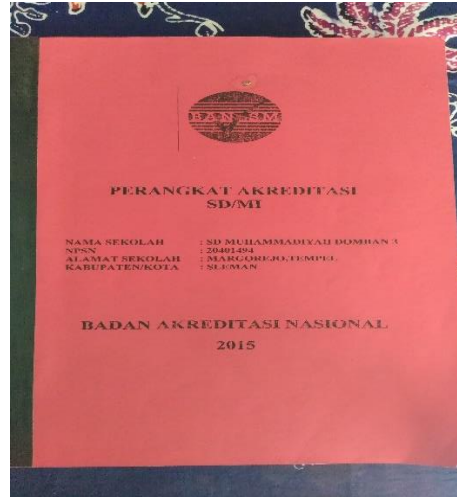 BAN-SM
PERANGKAT AKREDITASI
SD/MI
NAMA SEKOLAH : SD MUHAMMADIYAH DOMBAN 3
NPSN : 20401494
ALAMAT SEKOLAH : MARGOREJO,TEMPEL
KABUPATEN/KOTA : SLEMAN
BADAN AKREDITASI NASIONAL
2015